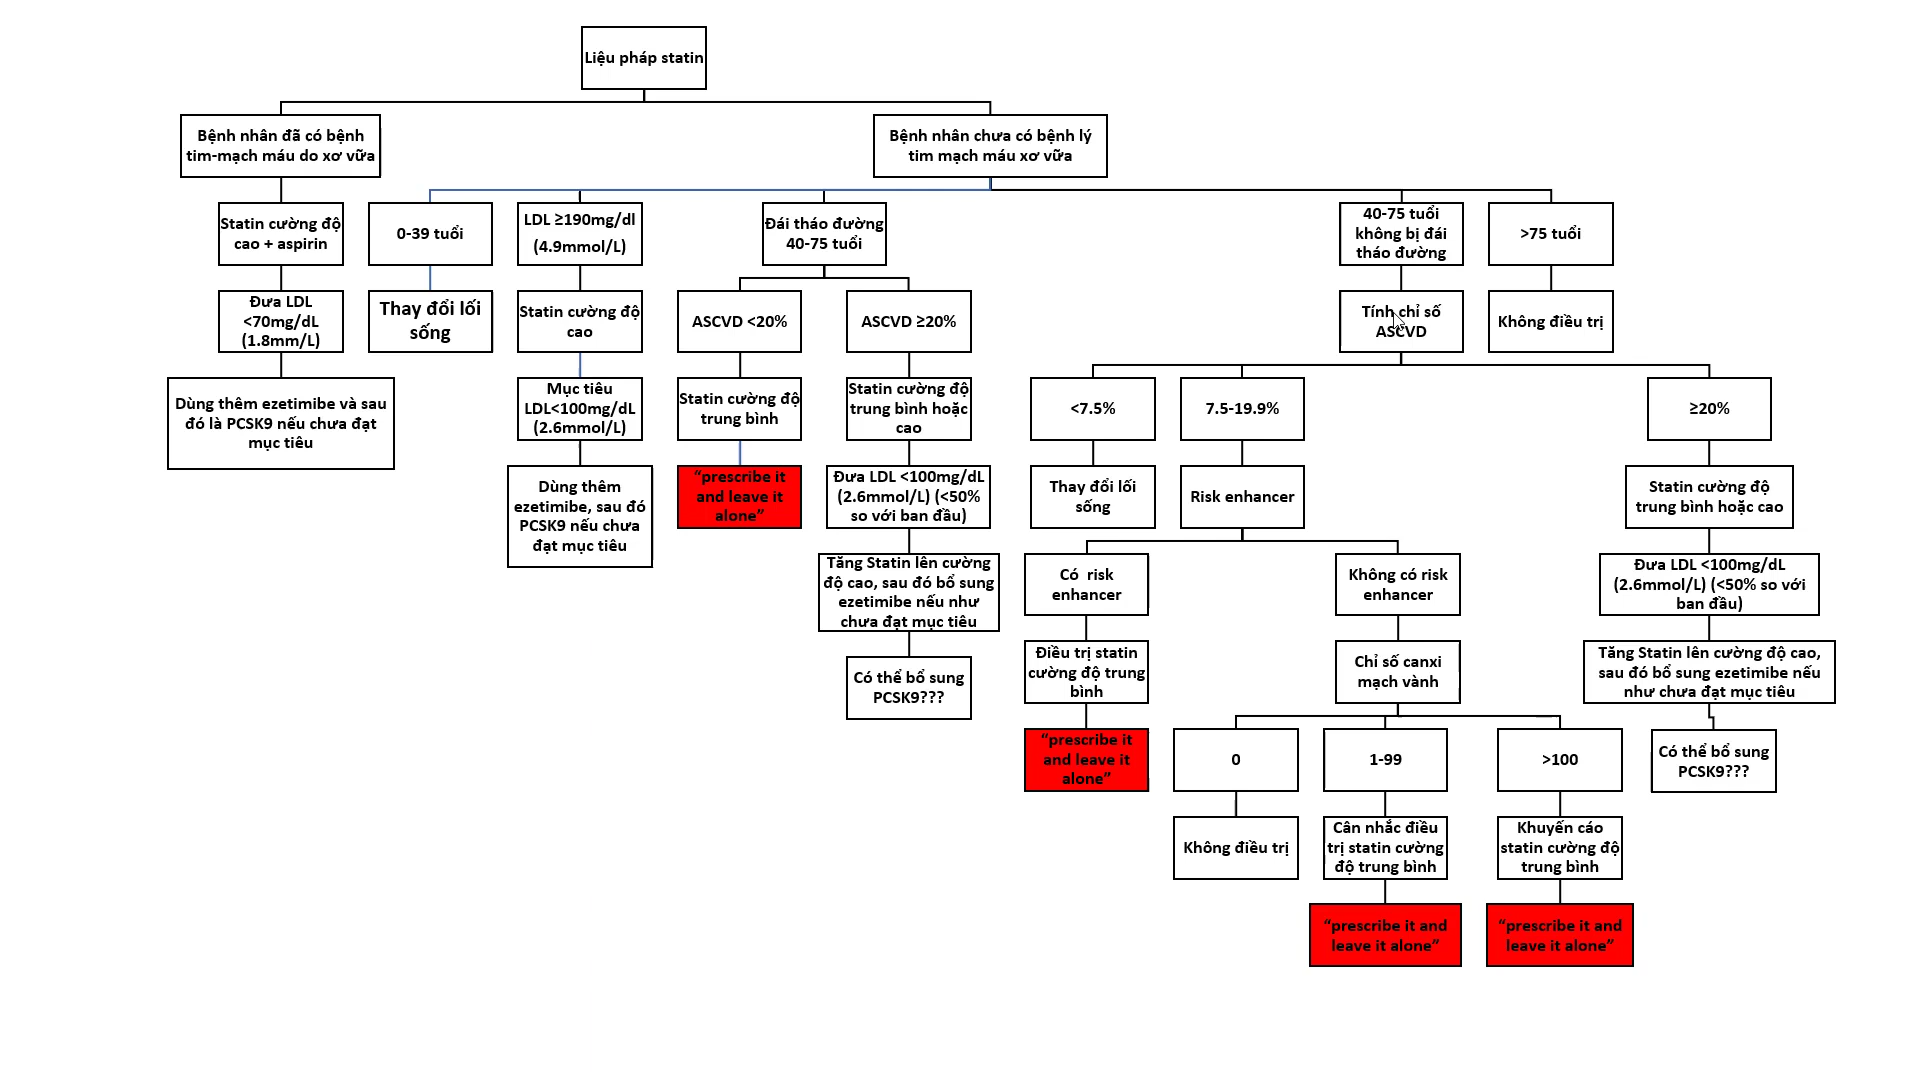 Liệu pháp statin
Bệnh nhân đã có bệnh
tim-mạch máu do xơ vữa
Bệnh nhân chưa có bệnh lý
tim mạch máu xơ vữa
Statin cường độ
cao + aspirin
0-39 tuổi
LDL ≥190mg/dl
(4.9mmol/L)
Đái tháo đường
40-75 tuổi
40-75 tuổi
không bị đái
tháo đường
>75 tuổi
Đưa LDL
<70mg/dL
(1.8mm/L)
Thay đổi lối
sống
Statin cường độ
cao
ASCVD <20%
ASCVD ≥20%
Tính chỉ số
ASCVD
Không điều trị
Dùng thêm ezetimibe và sau
đó là PCSK9 nếu chưa đạt
mục tiêu
Mục tiêu
LDL<100mg/dL
(2.6mmol/L)
Statin cường độ
trung bình
Statin cường độ
trung bình hoặc
cao
<7.5%
7.5-19.9%
≥20%
Dùng thêm
ezetimibe, sau đó
PCSK9 nếu chưa
đạt mục tiêu
“prescribe it
and leave it
alone”
Đưa LDL <100mg/dL
(2.6mmol/L) (<50%
so với ban đầu)
Thay đổi lối
sống
Risk enhancer
Statin cường độ
trung bình hoặc cao
Tăng Statin lên cường
độ cao, sau đó bổ sung
ezetimibe nếu như
chưa đạt mục tiêu
Có  risk
enhancer
Không có risk
enhancer
Đưa LDL <100mg/dL
(2.6mmol/L) (<50% so với
ban đầu)
Có thể bổ sung
PCSK9???
Điều trị statin
cường độ trung
bình
Chỉ số canxi
mạch vành
Tăng Statin lên cường độ cao,
sau đó bổ sung ezetimibe nếu
như chưa đạt mục tiêu
“prescribe it
and leave it
alone”
0
1-99
>100
Có thể bổ sung
PCSK9???
Không điều trị
Cân nhắc điều
trị statin cường
độ trung bình
Khuyến cáo
statin cường độ
trung bình
“prescribe it and
leave it alone”
“prescribe it and
leave it alone”